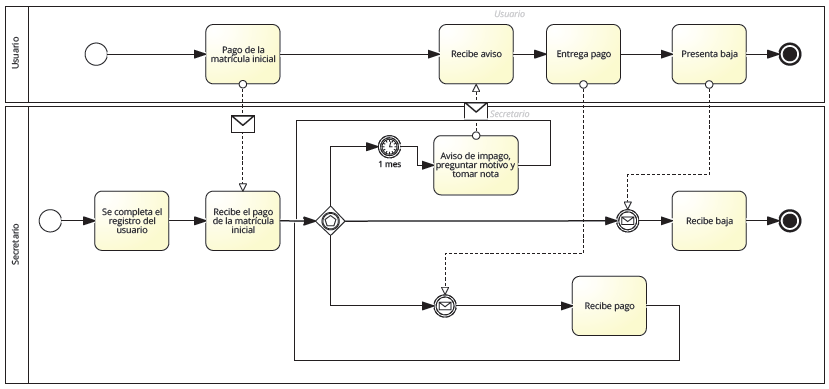 Usuario
Usuario
Pago de la
matrícula inicial
Recibe aviso
Entrega pago
Presenta baja
Secretario
Secretario
1 mes
Aviso de impago,
preguntar motivo y
tomar nota
Se completa el
registro del
usuario
Recibe el pago
de la matrícula
inicial
Recibe baja
Recibe pago